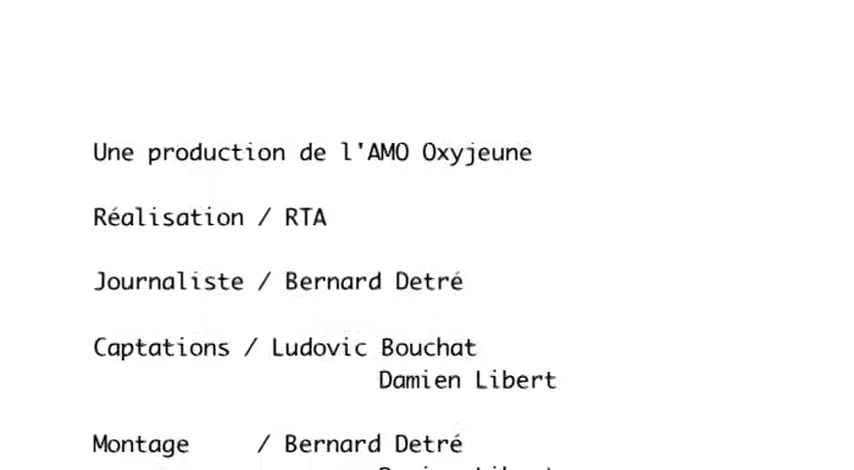 Une production de l'AMO Oxyjeune
Réalisation / RTA
Journaliste / Bernard Detré
Captations / Ludovic Bouchat
Damien Libert
Montage / Bernard Detré